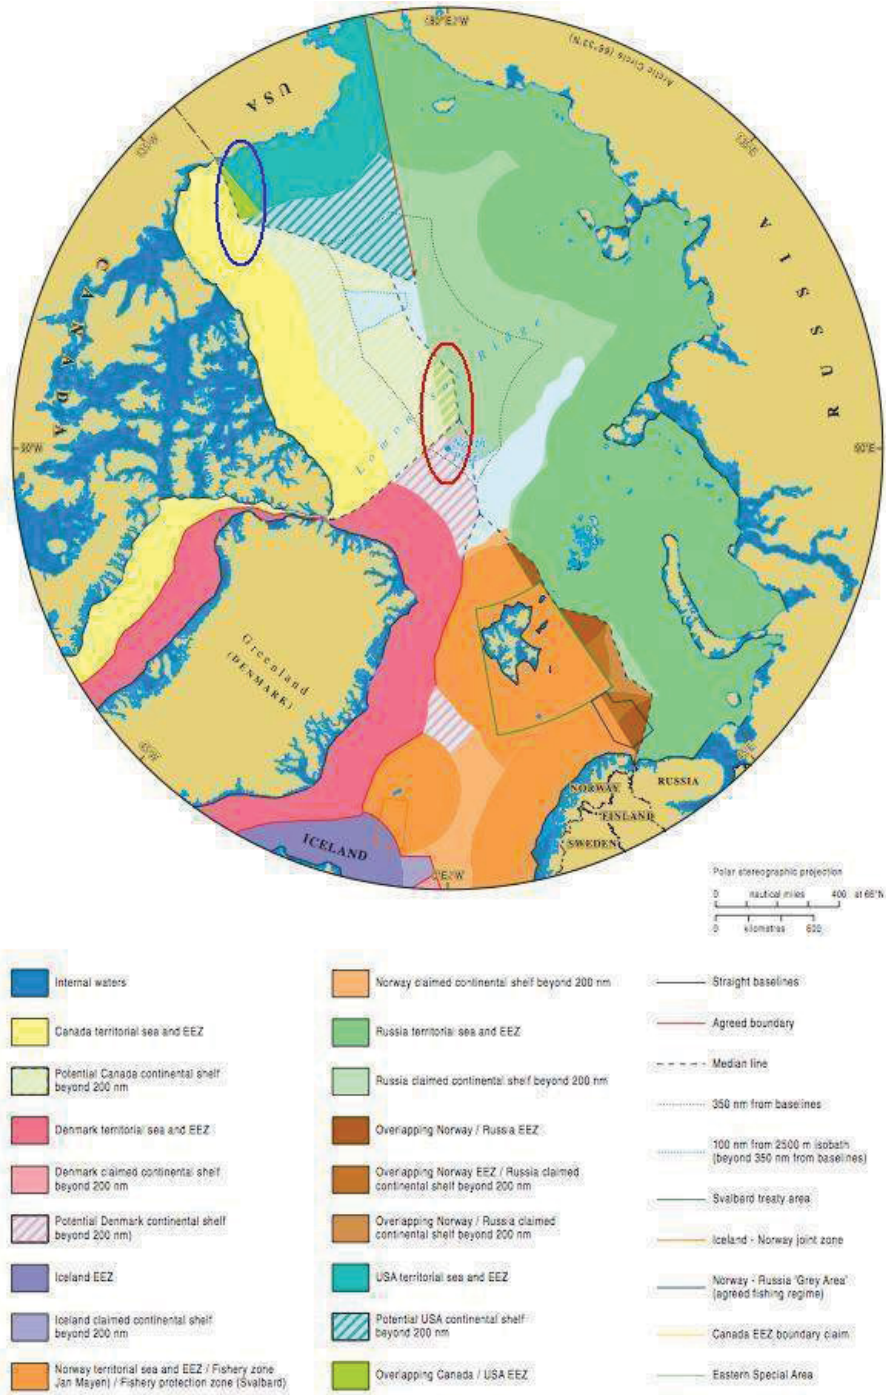 (80°E)°W
Arctic Circle (66°33'N)
USA
RUSSIA
CANADA
Lomonosov Ridge
90°W
90°E
Greenland
(DENMARK)
ICELAND
NORWAY
RUSSIA
FINLAND
SWEDEN
Polar stereographic projection
0 nautical miles 400 at 66°N
0 kilometres 600
Internal waters
Canada territorial sea and EEZ
Potential Canada continental shelf
beyond 200 nm
Denmark territorial sea and EEZ
Denmark claimed continental shelf
beyond 200 nm
Potential Denmark continental shelf
beyond 200 nm)
Iceland EEZ
Iceland claimed continental shelf
beyond 200 nm
Norway territorial sea and EEZ / Fishery zone
Jan Mayen) / Fishery protection zone (Svalbard)
Norway claimed continental shelf beyond 200 nm
Russia territorial sea and EEZ
Russia claimed continental shelf beyond 200 nm
Overlapping Norway / Russia EEZ
Overlapping Norway EEZ / Russia claimed
continental shelf beyond 200 nm
Overlapping Norway / Russia claimed
continental shelf beyond 200 nm
USA territorial sea and EEZ
Potential USA continental shelf
beyond 200 nm
Overlapping Canada / USA EEZ
Straight baselines
Agreed boundary
Median line
350 nm from baselines
100 nm from 2500 m isobath
(beyond 350 nm from baselines)
Svalbard treaty area
Iceland - Norway joint zone
Norway - Russia 'Grey Area'
(agreed fishing regime)
Canada EEZ boundary claim
Eastern Special Area